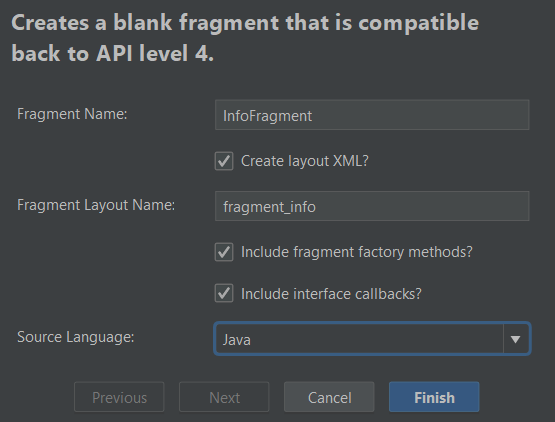 Creates a blank fragment that is compatible
back to API level 4.
Fragment Name: InfoFragment
Create layout XML?
Fragment Layout Name: fragment_info
Include fragment factory methods?
Include interface callbacks?
Source Language: Java
Previous Next Cancel Finish